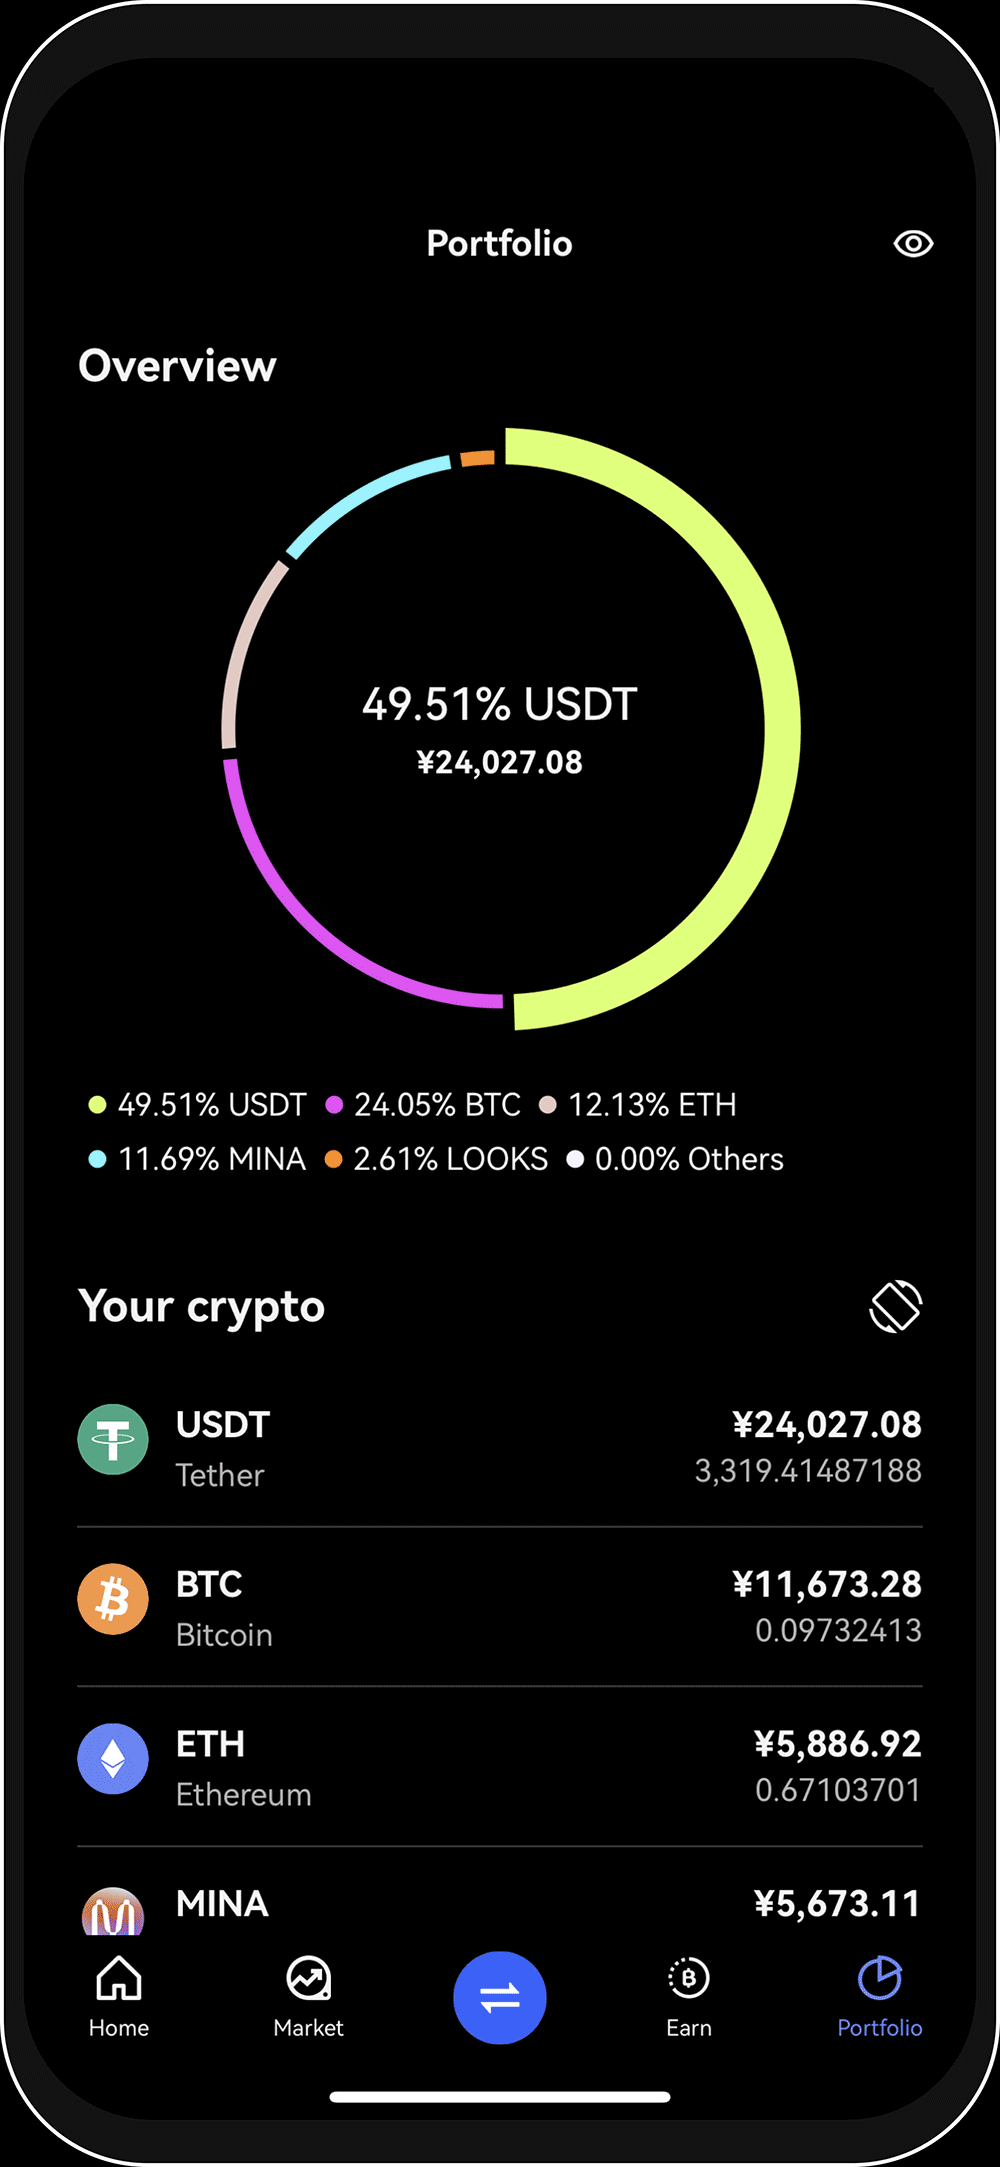 Portfolio
Overview
49.51% USDT
¥24,027.08
49.51% USDT 24.05% BTC 12.13% ETH
11.69% MINA 2.61% LOOKS 0.00% Others
Your crypto
USDT ¥24,027.08
Tether 3,319.41487188
BTC ¥11,673.28
Bitcoin 0.09732413
ETH ¥5,886.92
Ethereum 0.67103701
MINA ¥5,673.11
Home Market Earn Portfolio